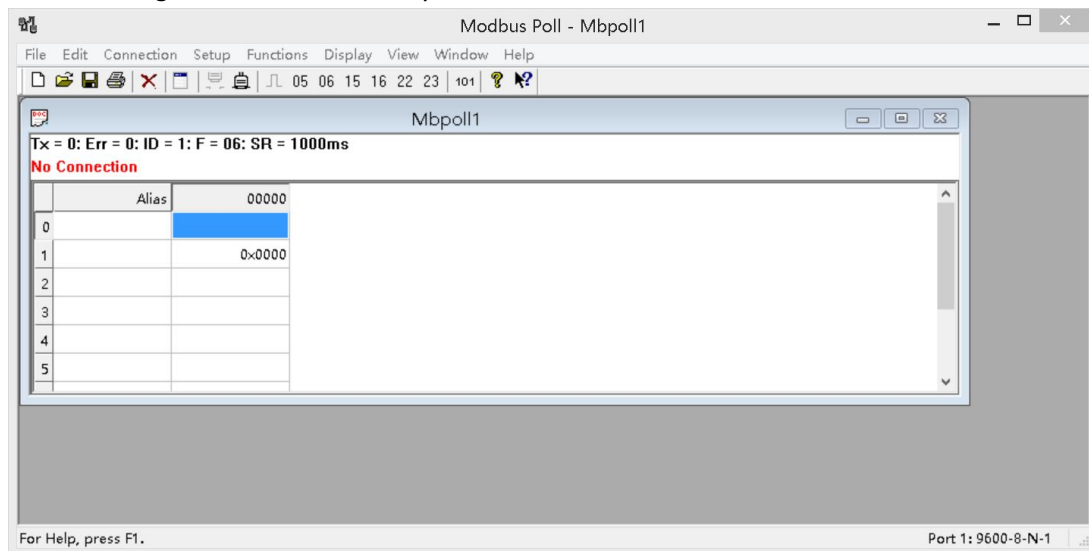 Modbus Poll - Mbpoll1
File Edit Connection Setup Functions Display View Window Help
05 06 15 16 22 23 101
Mbpoll1
Tx = 0: Err = 0: ID = 1: F = 06: SR = 1000ms
No Connection
Alias 00000
0
1 0x0000
2
3
4
5
For Help, press F1.
Port 1: 9600-8-N-1